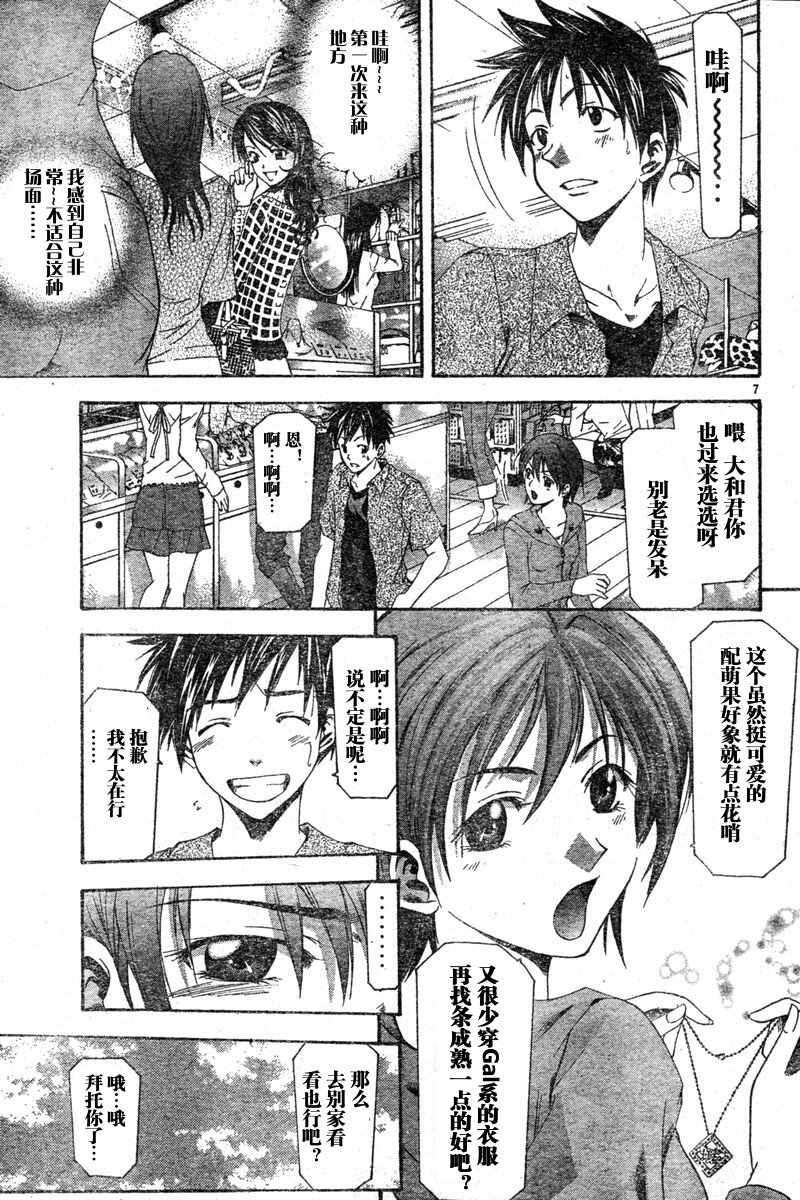 哇啊～～～～・・
哇啊～～～
第一次来这种
地方
我感到自己非
常～不适合这种
场面……
7
喂 大和君你
也过来选选呀
别老是发呆
恩！
啊…啊啊…
这个虽然挺可爱的
配萌果好象就有点花哨
又很少穿Gal系的衣服
再找条成熟一点的好吧？
啊…啊啊
说不定是呢…
抱歉
我不太在行
……
……
那么
去别家看
看也行吧？
哦…哦
拜托你了…